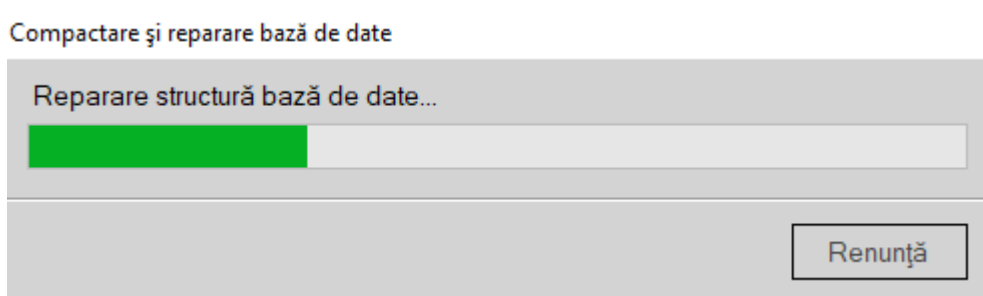 Compactare şi reparare bază de date
Reparare structură bază de date...
Renunţă